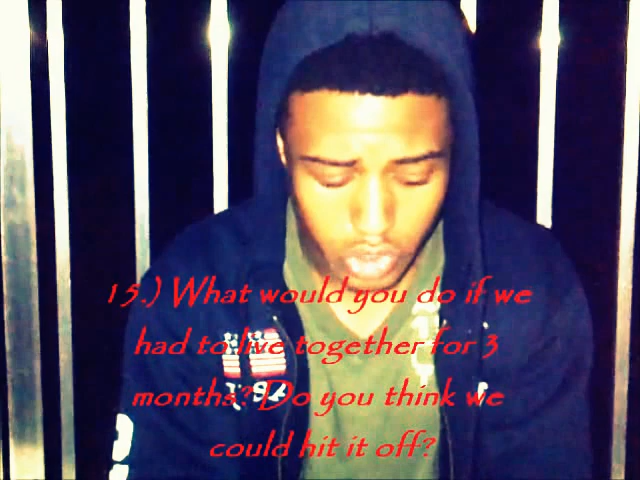 15.) What would you do if we
had to live together for 3
months? Do you think we
could hit it off?